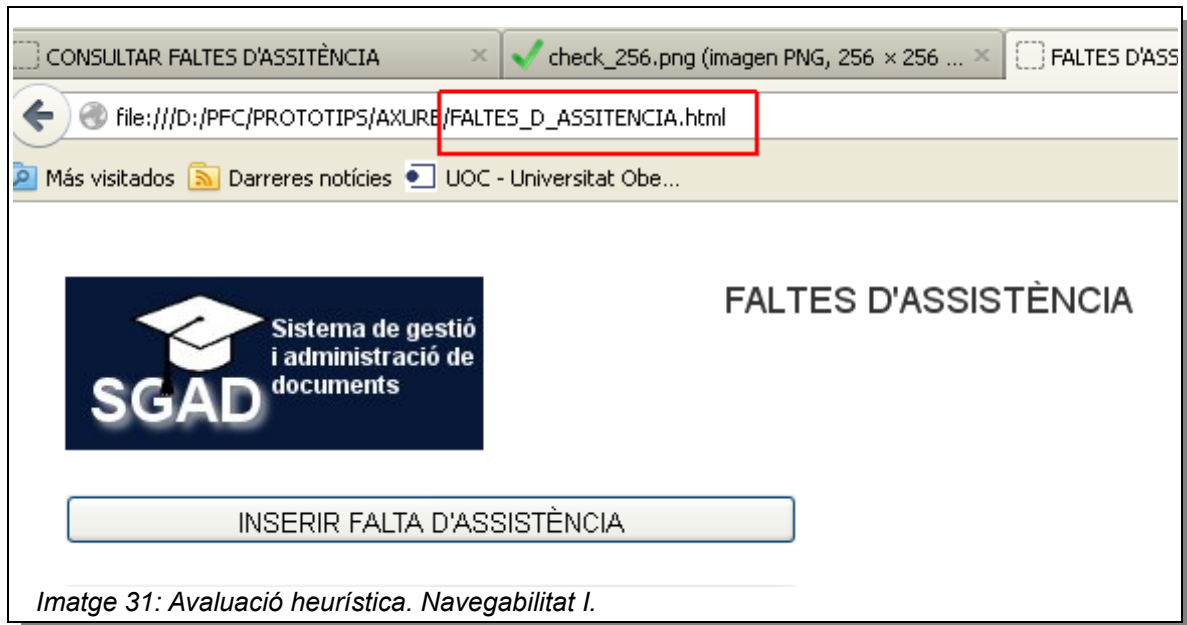 CONSULTAR FALTES D'ASSITÈNCIA
check_256.png (imagen PNG, 256 × 256 ...
FALTES D'ASS
file:///D:/PFC/PROTOTIPS/AXURE/FALTES_D_ASSITENCIA.html
Más visitados Darreres notícies UOC - Universitat Obe...
FALTES D'ASSISTÈNCIA
Sistema de gestió
i administració de
documents
SGAD
INSERIR FALTA D'ASSISTÈNCIA
Imatge 31: Avaluació heurística. Navegabilitat I.